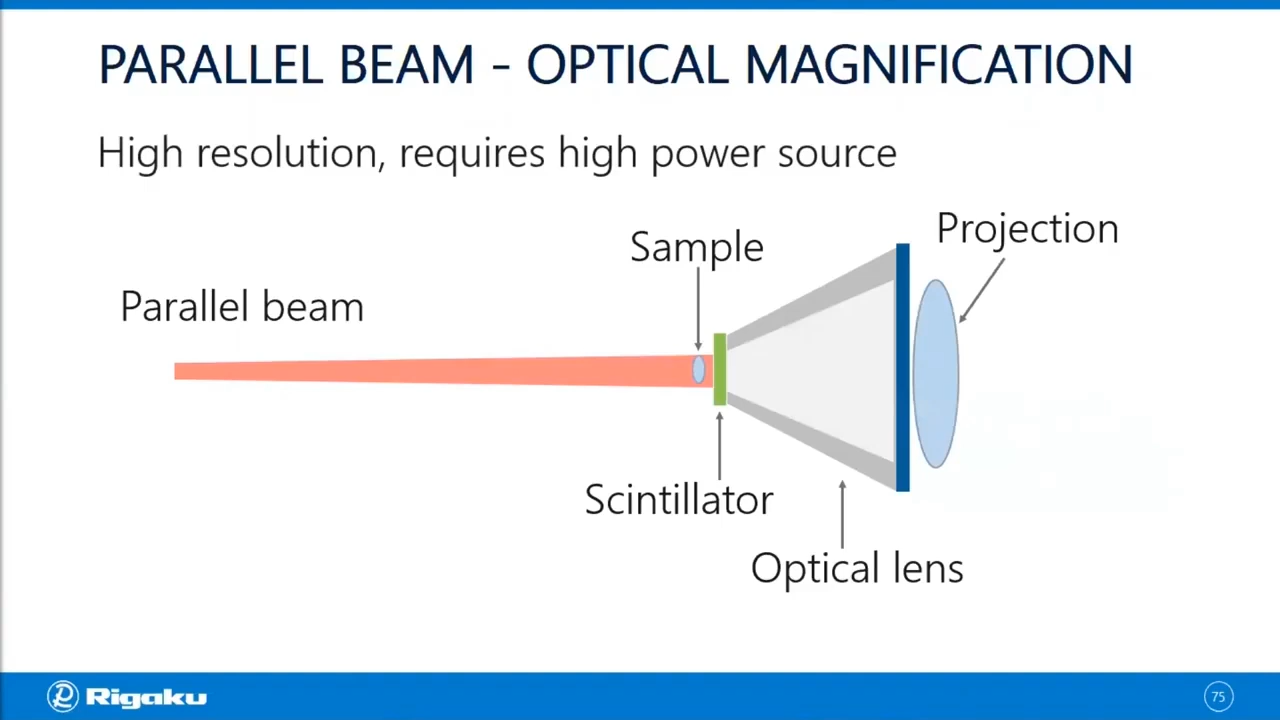 PARALLEL BEAM - OPTICAL MAGNIFICATION
High resolution, requires high power source
Projection
Sample
Parallel beam
Scintillator
Optical lens
Rigaku
75